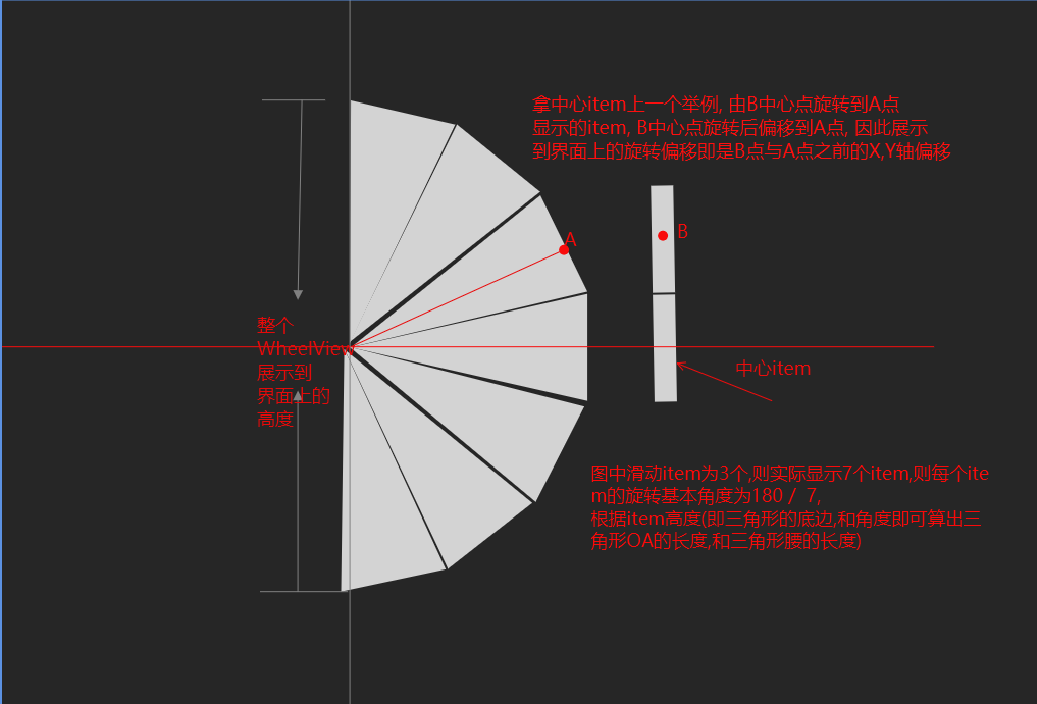 拿中心item上一个举例, 由B中心点旋转到A点
显示的item, B中心点旋转后偏移到A点, 因此展示
到界面上的旋转偏移即是B点与A点之前的X,Y轴偏移
A
B
整个
WheelView
展示到
界面上的
高度
中心item
图中滑动item为3个,则实际显示7个item,则每个ite
m的旋转基本角度为180 / 7,
根据item高度(即三角形的底边,和角度即可算出三
角形OA的长度,和三角形腰的长度)